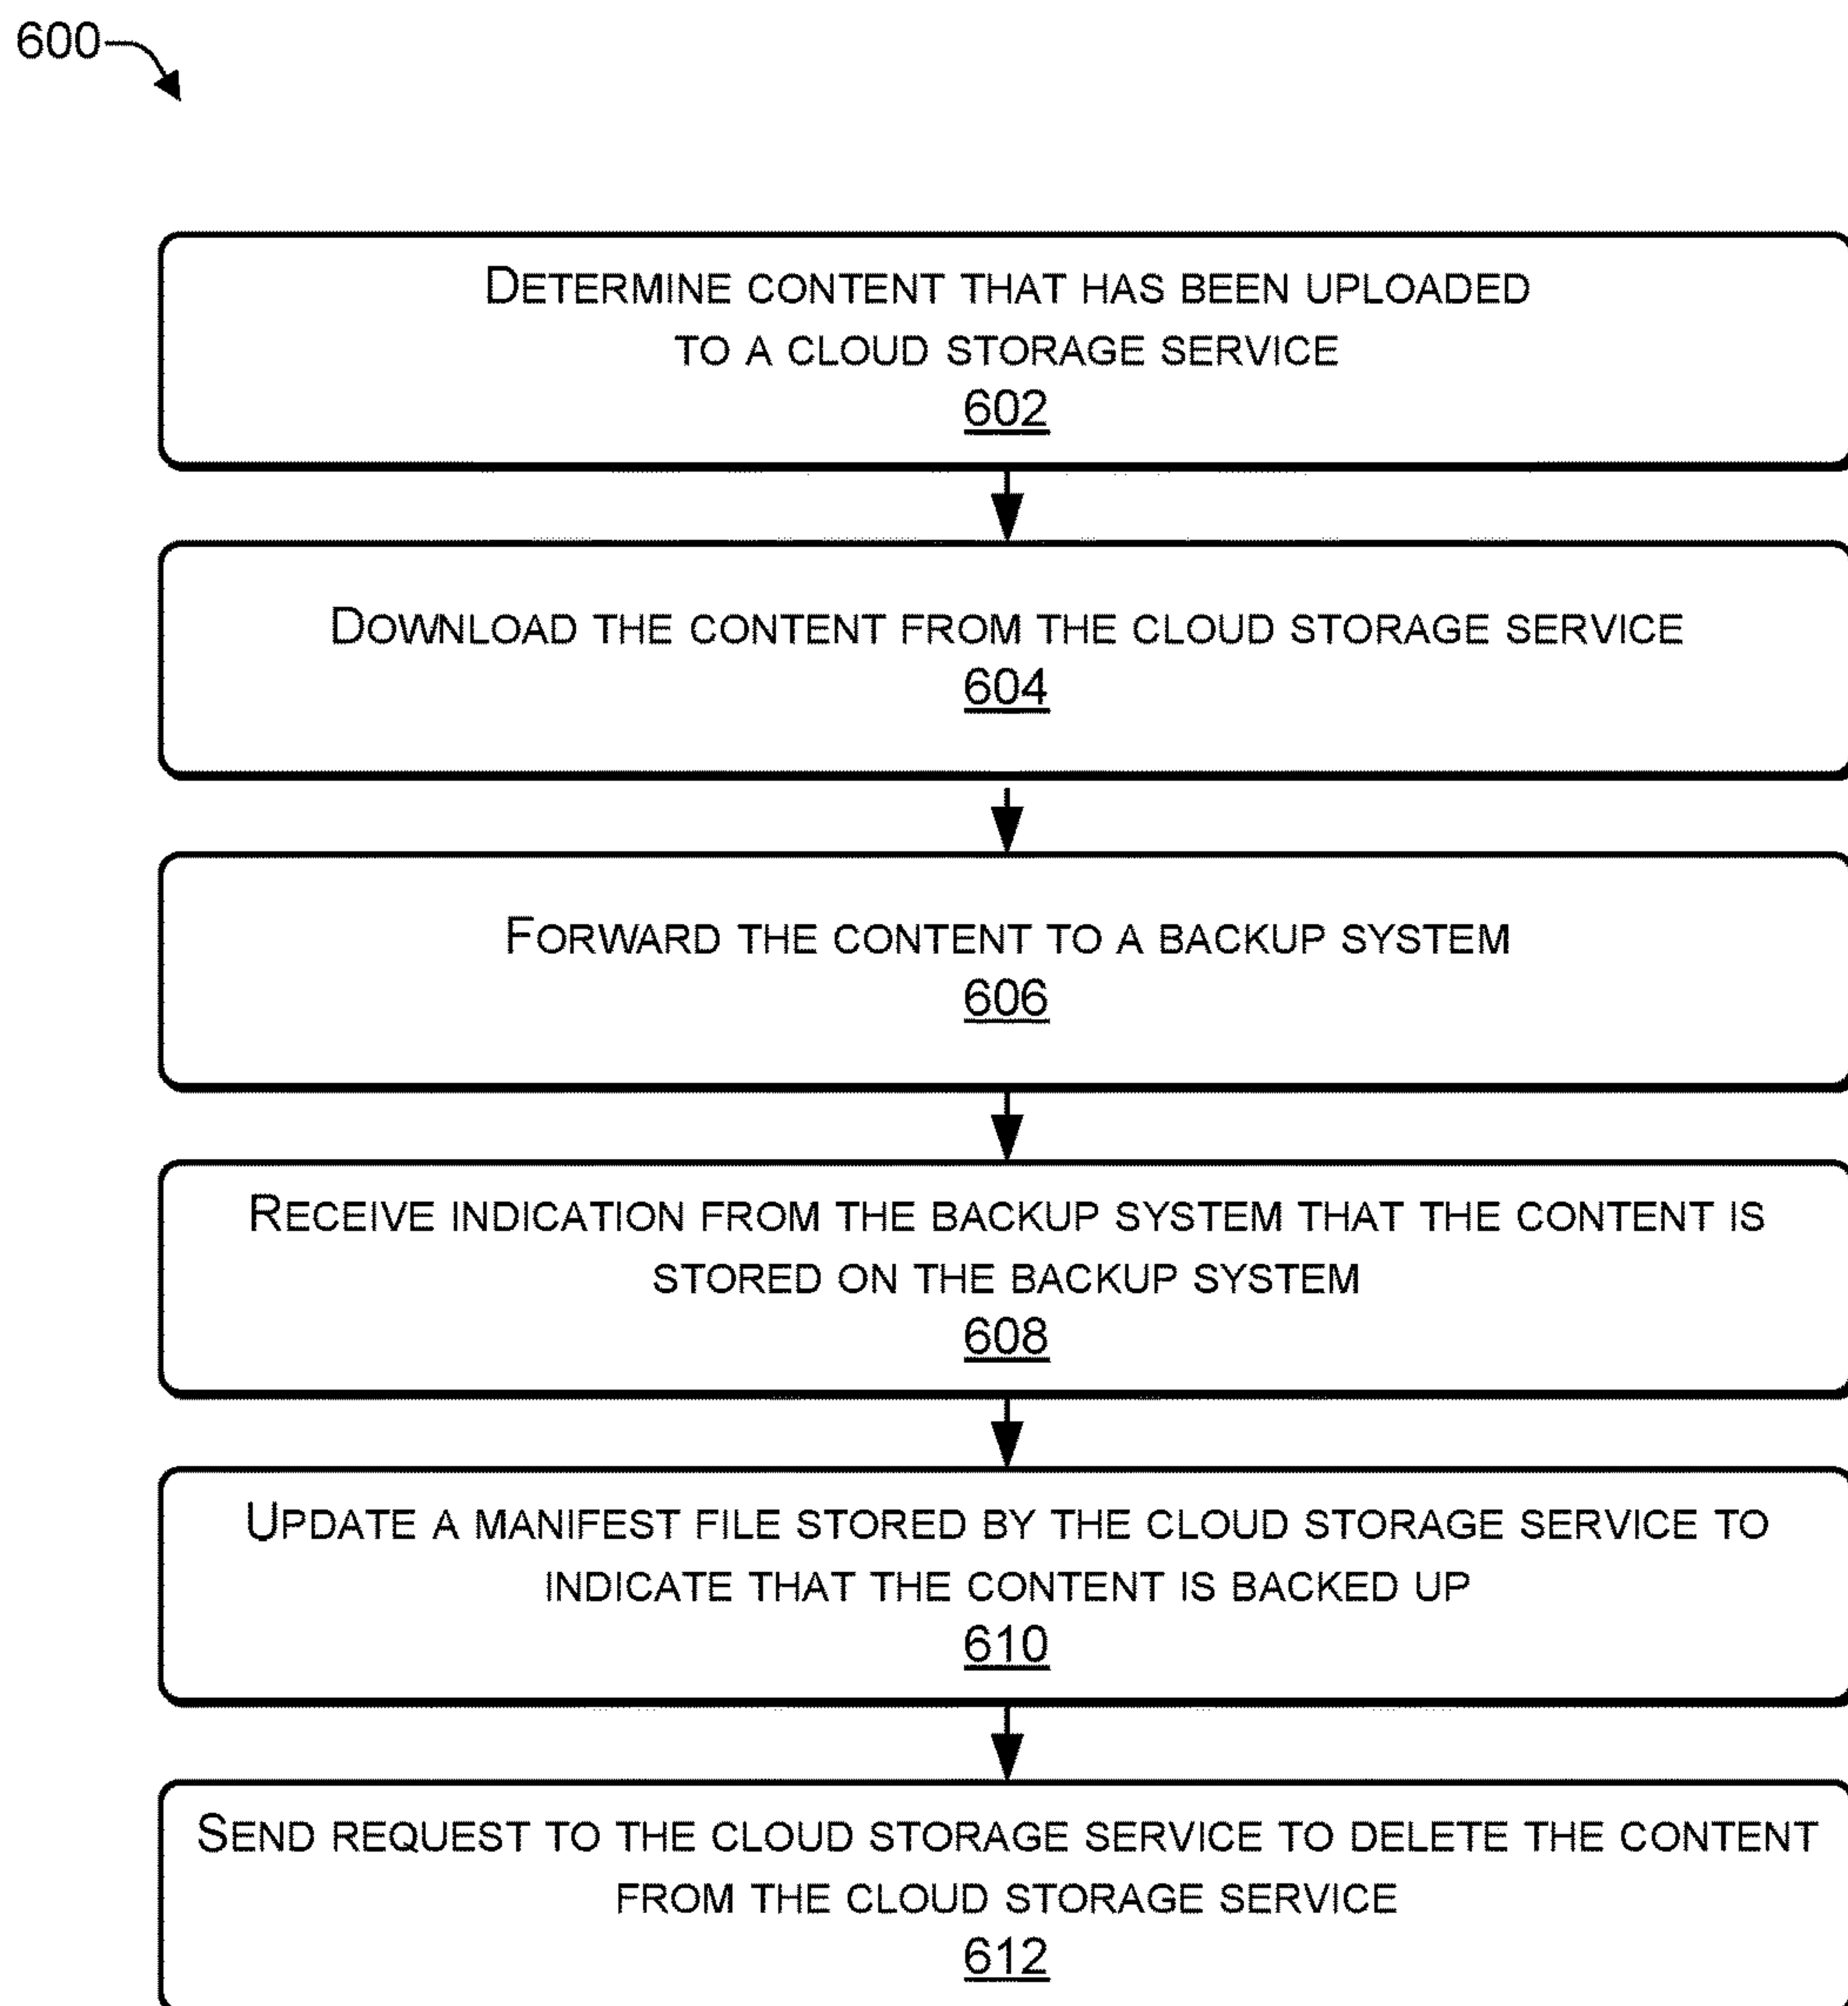 600
DETERMINE CONTENT THAT HAS BEEN UPLOADED
TO A CLOUD STORAGE SERVICE
602
DOWNLOAD THE CONTENT FROM THE CLOUD STORAGE SERVICE
604
FORWARD THE CONTENT TO A BACKUP SYSTEM
606
RECEIVE INDICATION FROM THE BACKUP SYSTEM THAT THE CONTENT IS
STORED ON THE BACKUP SYSTEM
608
UPDATE A MANIFEST FILE STORED BY THE CLOUD STORAGE SERVICE TO
INDICATE THAT THE CONTENT IS BACKED UP
610
SEND REQUEST TO THE CLOUD STORAGE SERVICE TO DELETE THE CONTENT
FROM THE CLOUD STORAGE SERVICE
612